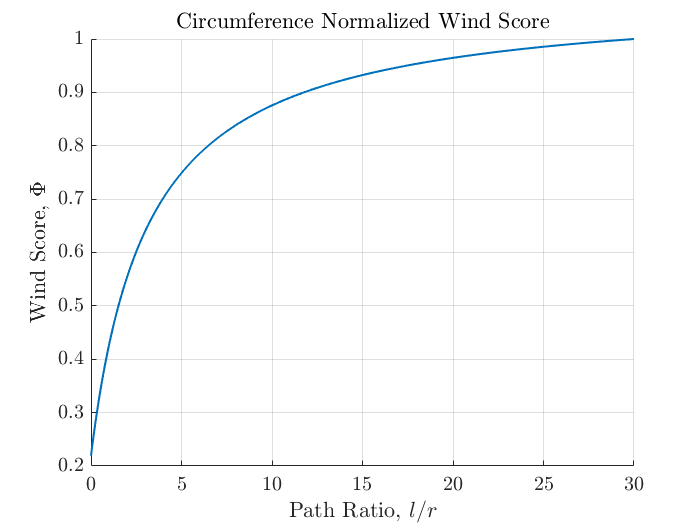 Circumference Normalized Wind Score
1
0.9
0.8
0.7
0.6
0.5
0.4
0.3
0.2
Wind Score, Φ
0 5 10 15 20 25 30
Path Ratio, l/r